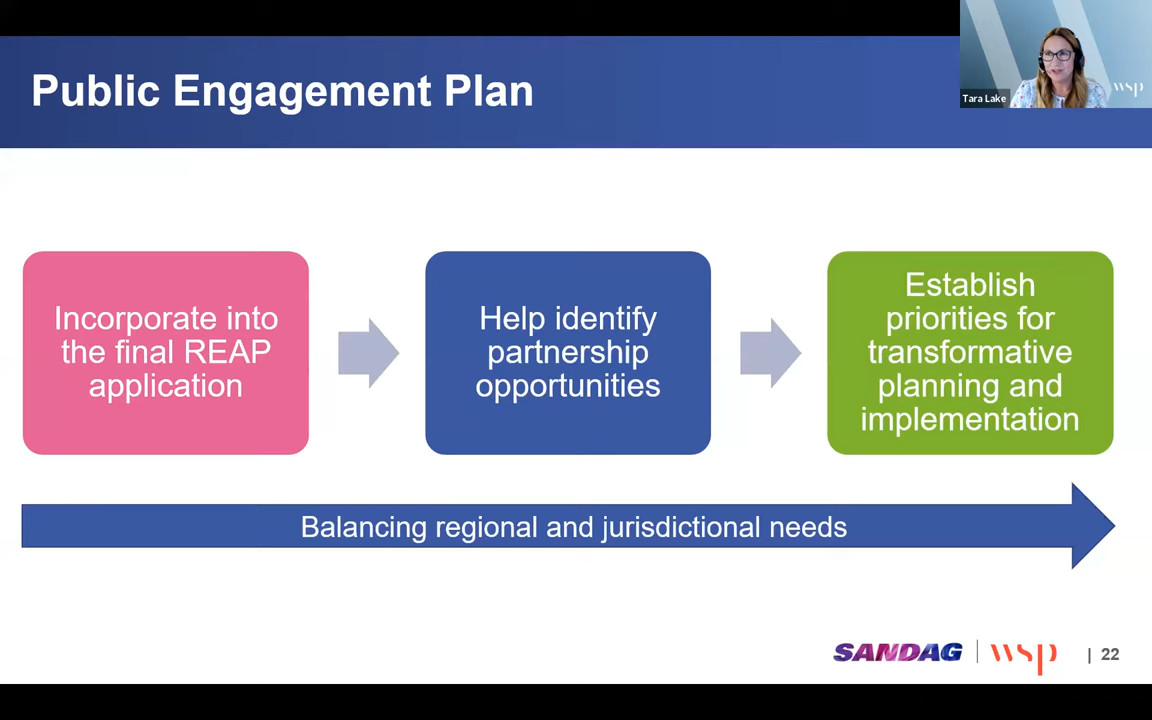 Public Engagement Plan
Tara Lake
wsp
Incorporate into
the final REAP
application
Help identify
partnership
opportunities
Establish
priorities for
transformative
planning and
implementation
Balancing regional and jurisdictional needs
SANDAG | wsp | 22